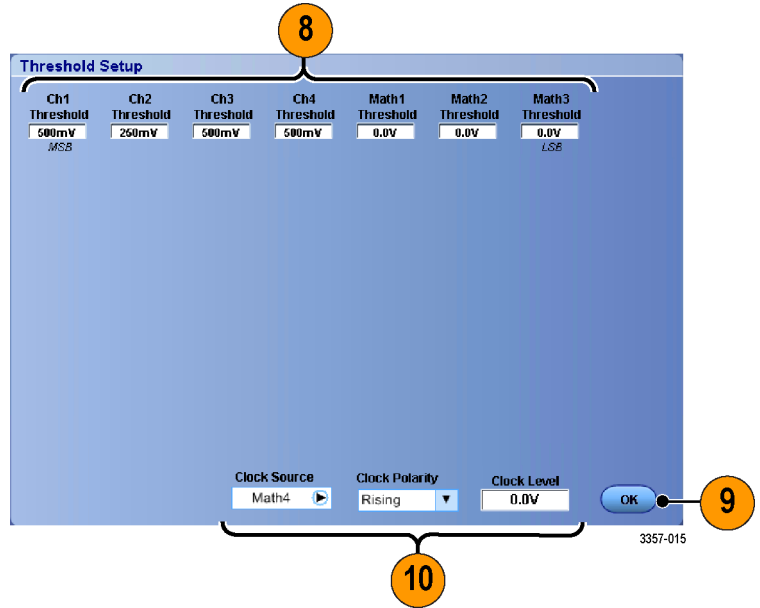 8
Threshold Setup
Ch1 Threshold
Ch2 Threshold
Ch3 Threshold
Ch4 Threshold
Math1 Threshold
Math2 Threshold
Math3 Threshold
500mV 250mV 500mV 500mV 0.0V 0.0V 0.0V
MSB LSB
Clock Source Clock Polarity Clock Level
Math4 Rising 0.0V OK 9
3357-015
10